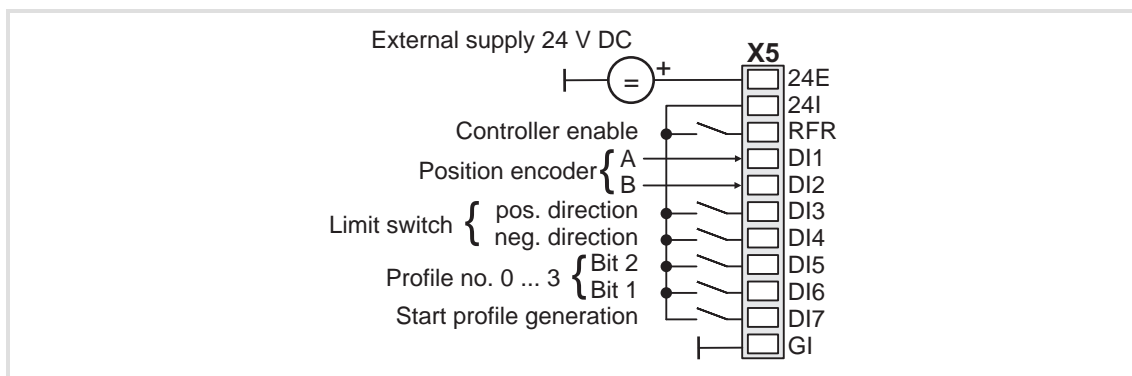 External supply 24 V DC
X5
= + 24E
24I
Controller enable RFR
Position encoder { A DI1
B DI2
Limit switch { pos. direction DI3
neg. direction DI4
Profile no. 0 ... 3 { Bit 2 DI5
Bit 1 DI6
Start profile generation DI7
GI